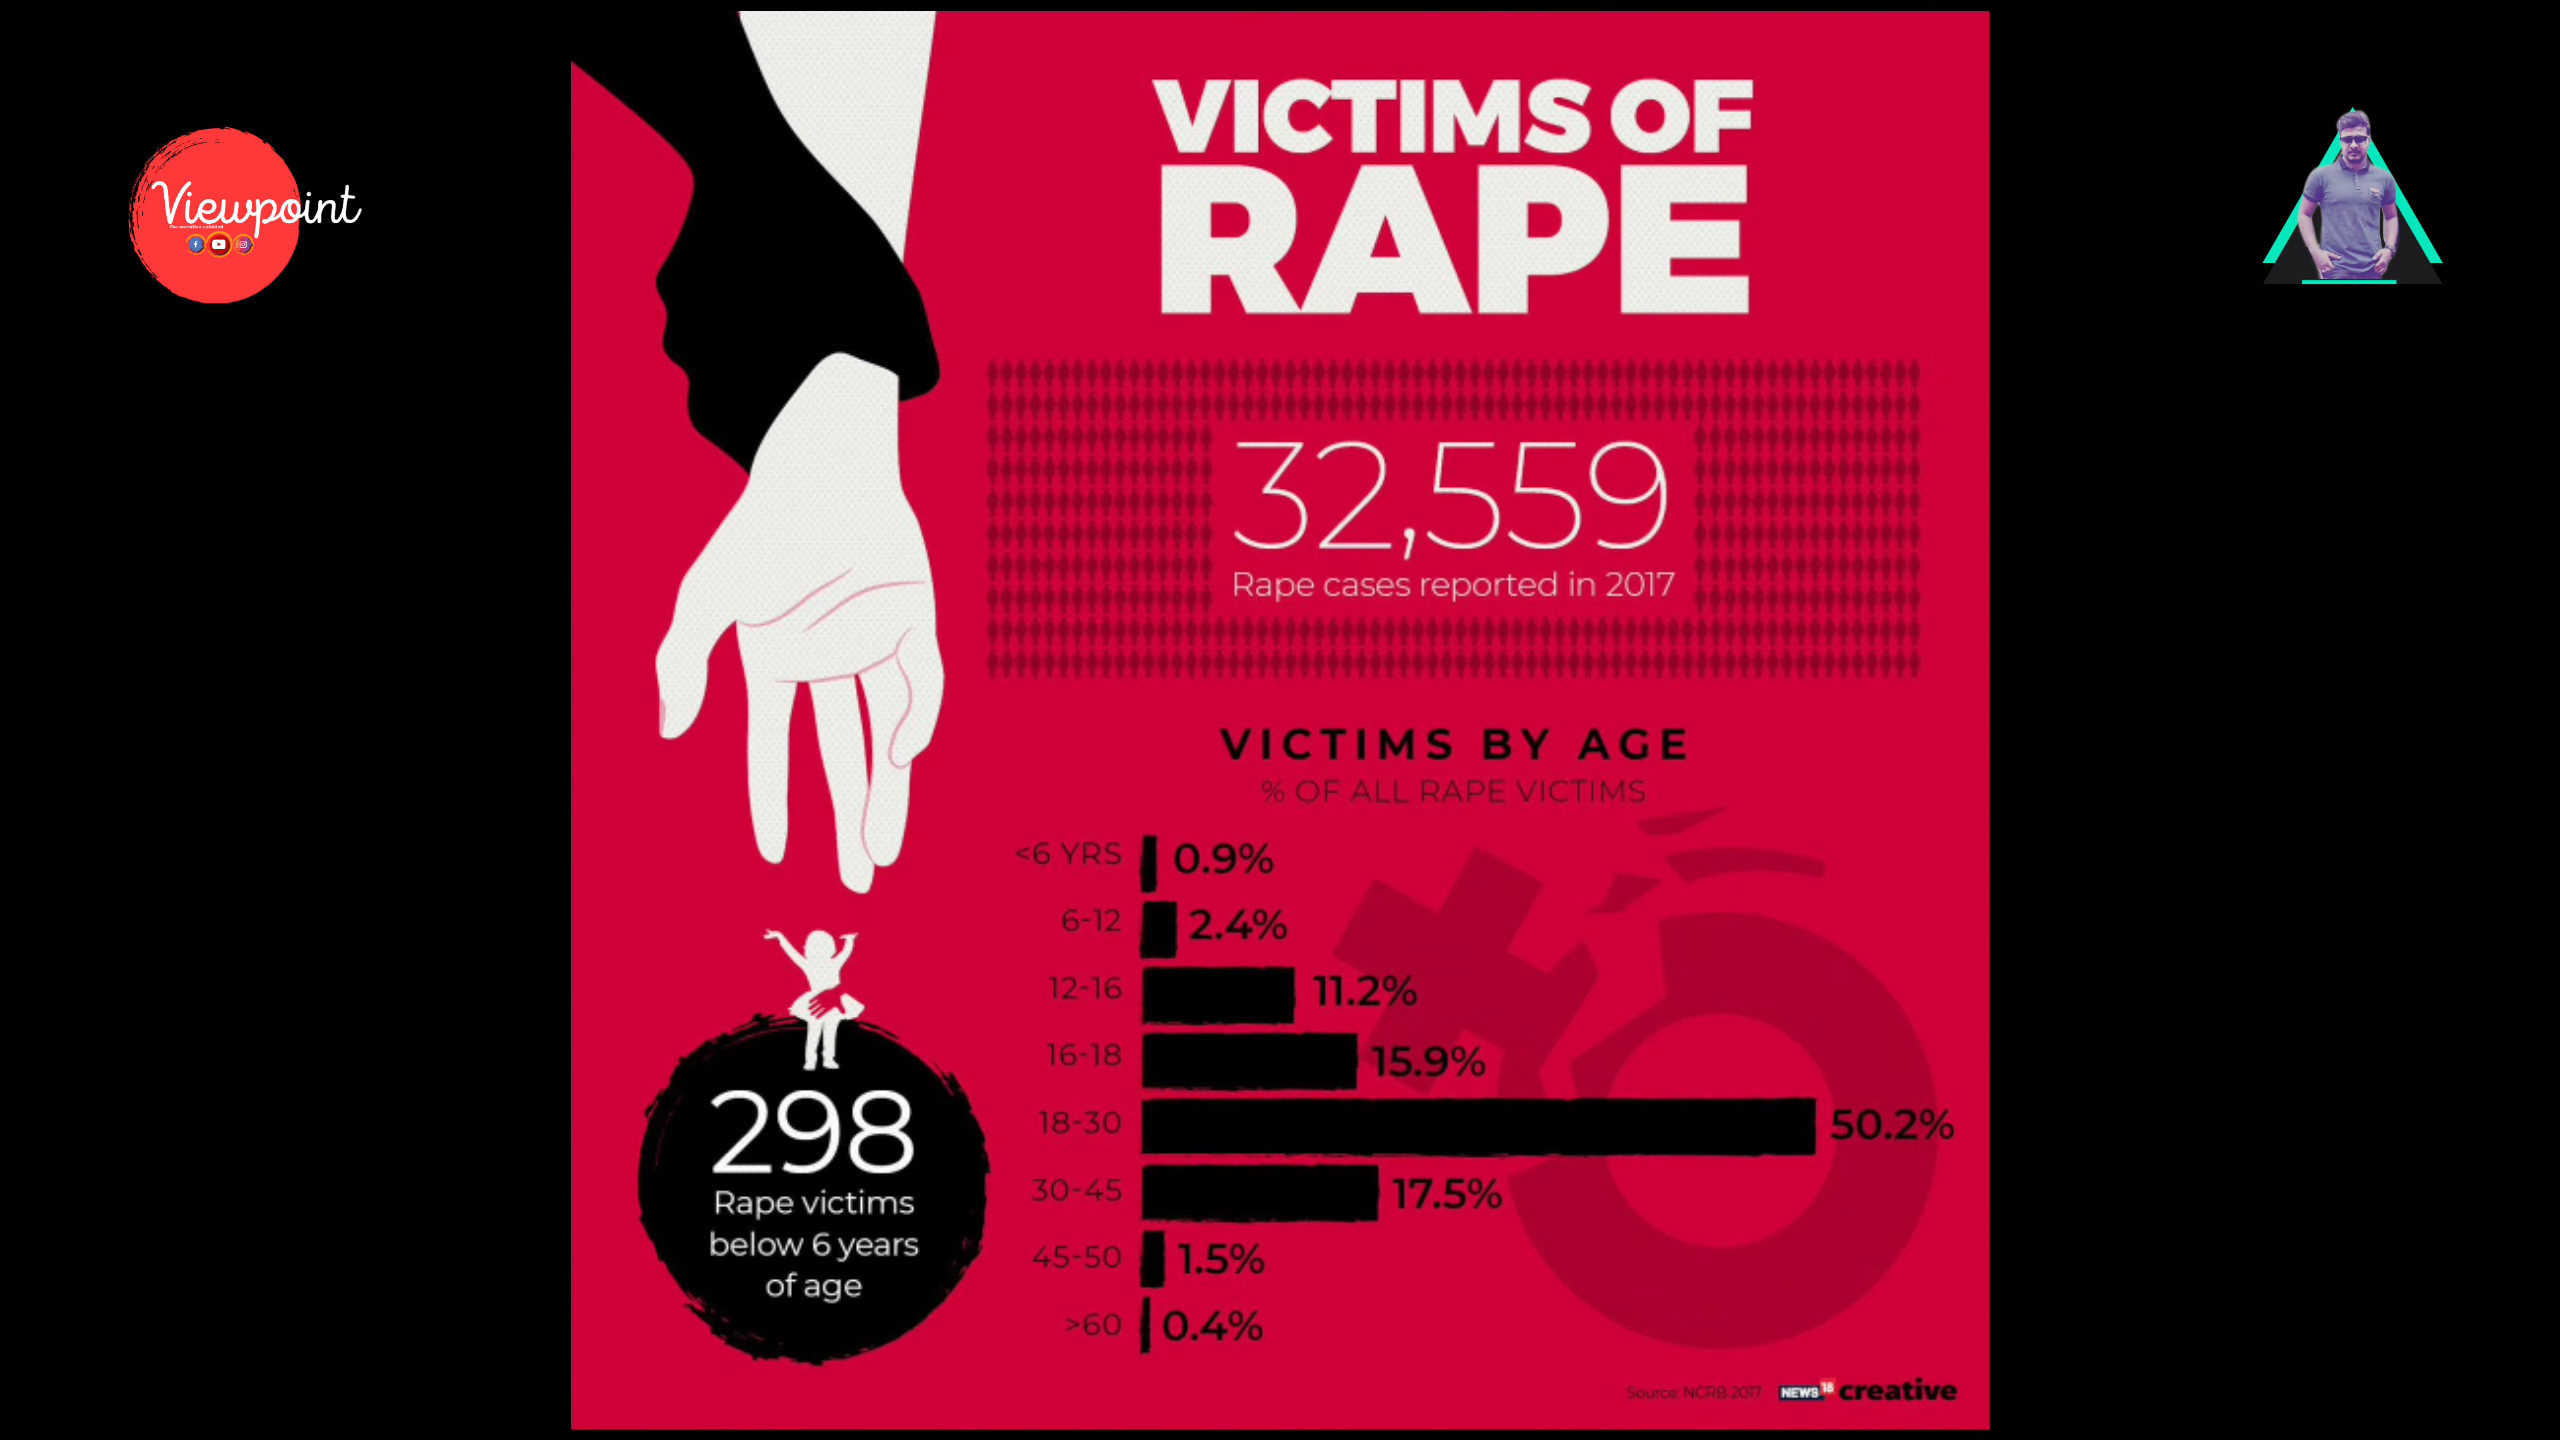 Viewpoint
VICTIMS OF
RAPE
32,559
Rape cases reported in 2017
VICTIMS BY AGE
% OF ALL RAPE VICTIMS
<6 YRS 0.9%
6-12 2.4%
12-16 11.2%
16-18 15.9%
18-30 50.2%
30-45 17.5%
45-50 1.5%
>60 0.4%
298
Rape victims
below 6 years
of age
Source: NCRB 2017 NEWS18 creative